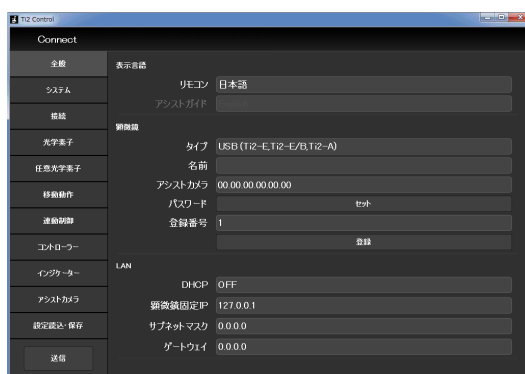 Ti2 Control
Connect
全般
システム
接続
光学素子
任意光学素子
移動動作
連動制御
コントローラー
インジケーター
アシストカメラ
設定読込・保存
送信
表示言語
リモコン 日本語
アシストガイド
顕微鏡
タイプ USB (Ti2-E,Ti2-E/B,Ti2-A)
名前
アシストカメラ 00.00.00.00.00.00
パスワード セット
登録番号 1
登録
LAN
DHCP OFF
顕微鏡固定IP 127.0.0.1
サブネットマスク 0.0.0.0
ゲートウェイ 0.0.0.0